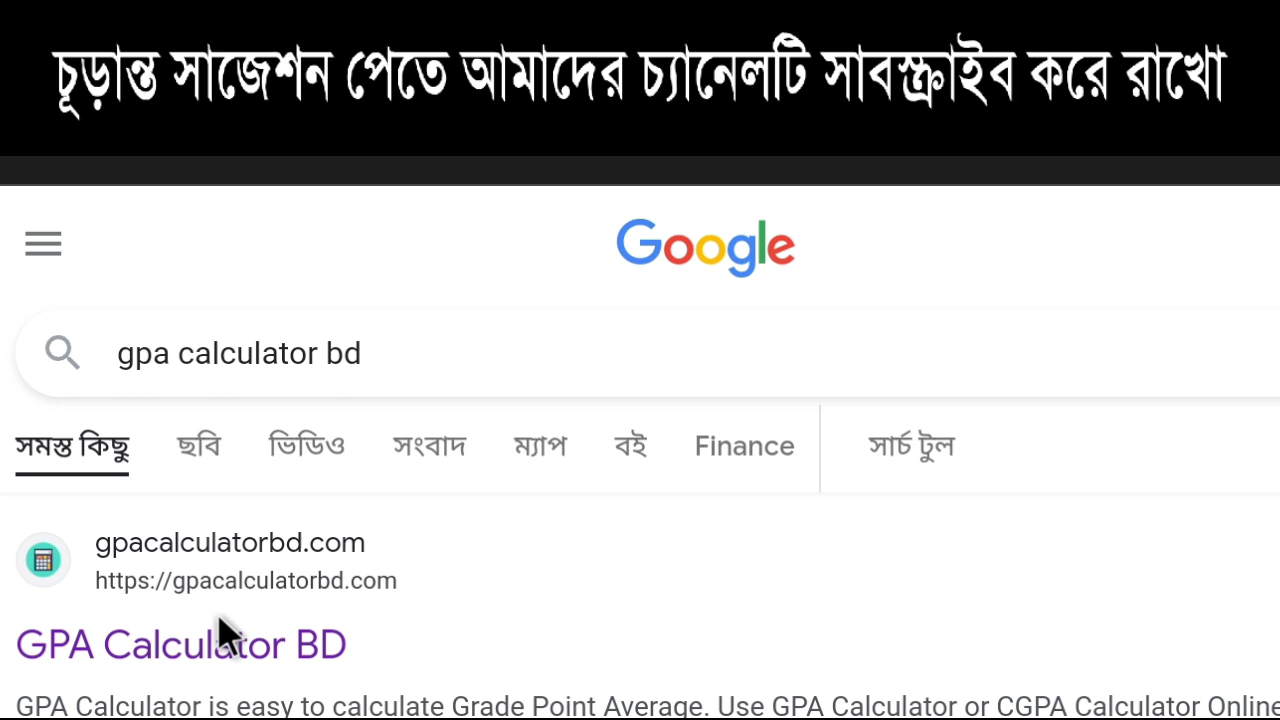 চূড়ান্ত সাজেশন পেতে আমাদের চ্যানেলটি সাবস্ক্রাইব করে রাখো
Google
gpa calculator bd
সমস্ত কিছু ছবি ভিডিও সংবাদ ম্যাপ বই Finance সার্চ টুল
gpacalculatorbd.com
https://gpacalculatorbd.com
GPA Calculator BD
GPA Calculator is easy to calculate Grade Point Average. Use GPA Calculator or CGPA Calculator Online